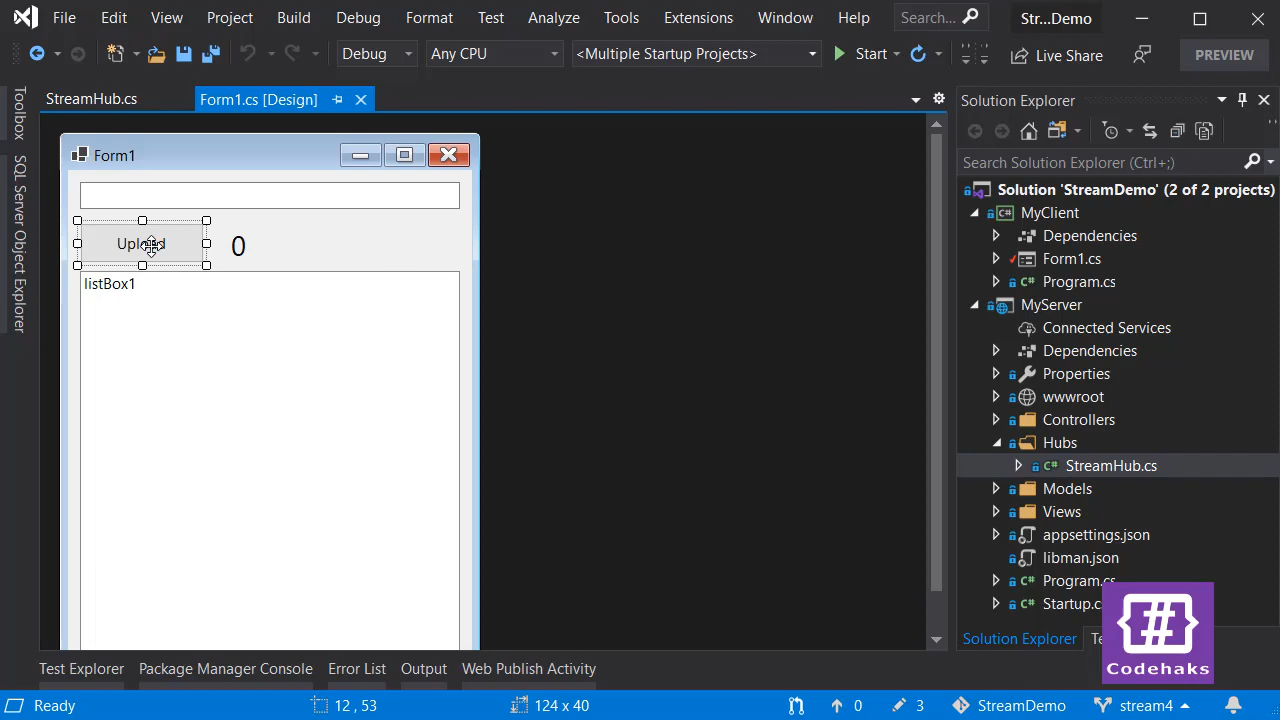 File Edit View Project Build Debug Format Test Analyze Tools Extensions Window Help Search... Str...Demo
Debug Any CPU <Multiple Startup Projects> Start Live Share PREVIEW
StreamHub.cs Form1.cs [Design]
Toolbox
SQL Server Object Explorer
Form1
Upload 0
listBox1
Solution Explorer
Search Solution Explorer (Ctrl+;)
Solution 'StreamDemo' (2 of 2 projects)
MyClient
Dependencies
Form1.cs
Program.cs
MyServer
Connected Services
Dependencies
Properties
wwwroot
Controllers
Hubs
StreamHub.cs
Models
Views
appsettings.json
libman.json
Program.cs
Startup.c
Solution Explorer Te
{#}
Codehaks
Test Explorer Package Manager Console Error List Output Web Publish Activity
Ready 12 , 53 124 x 40 0 3 StreamDemo stream4